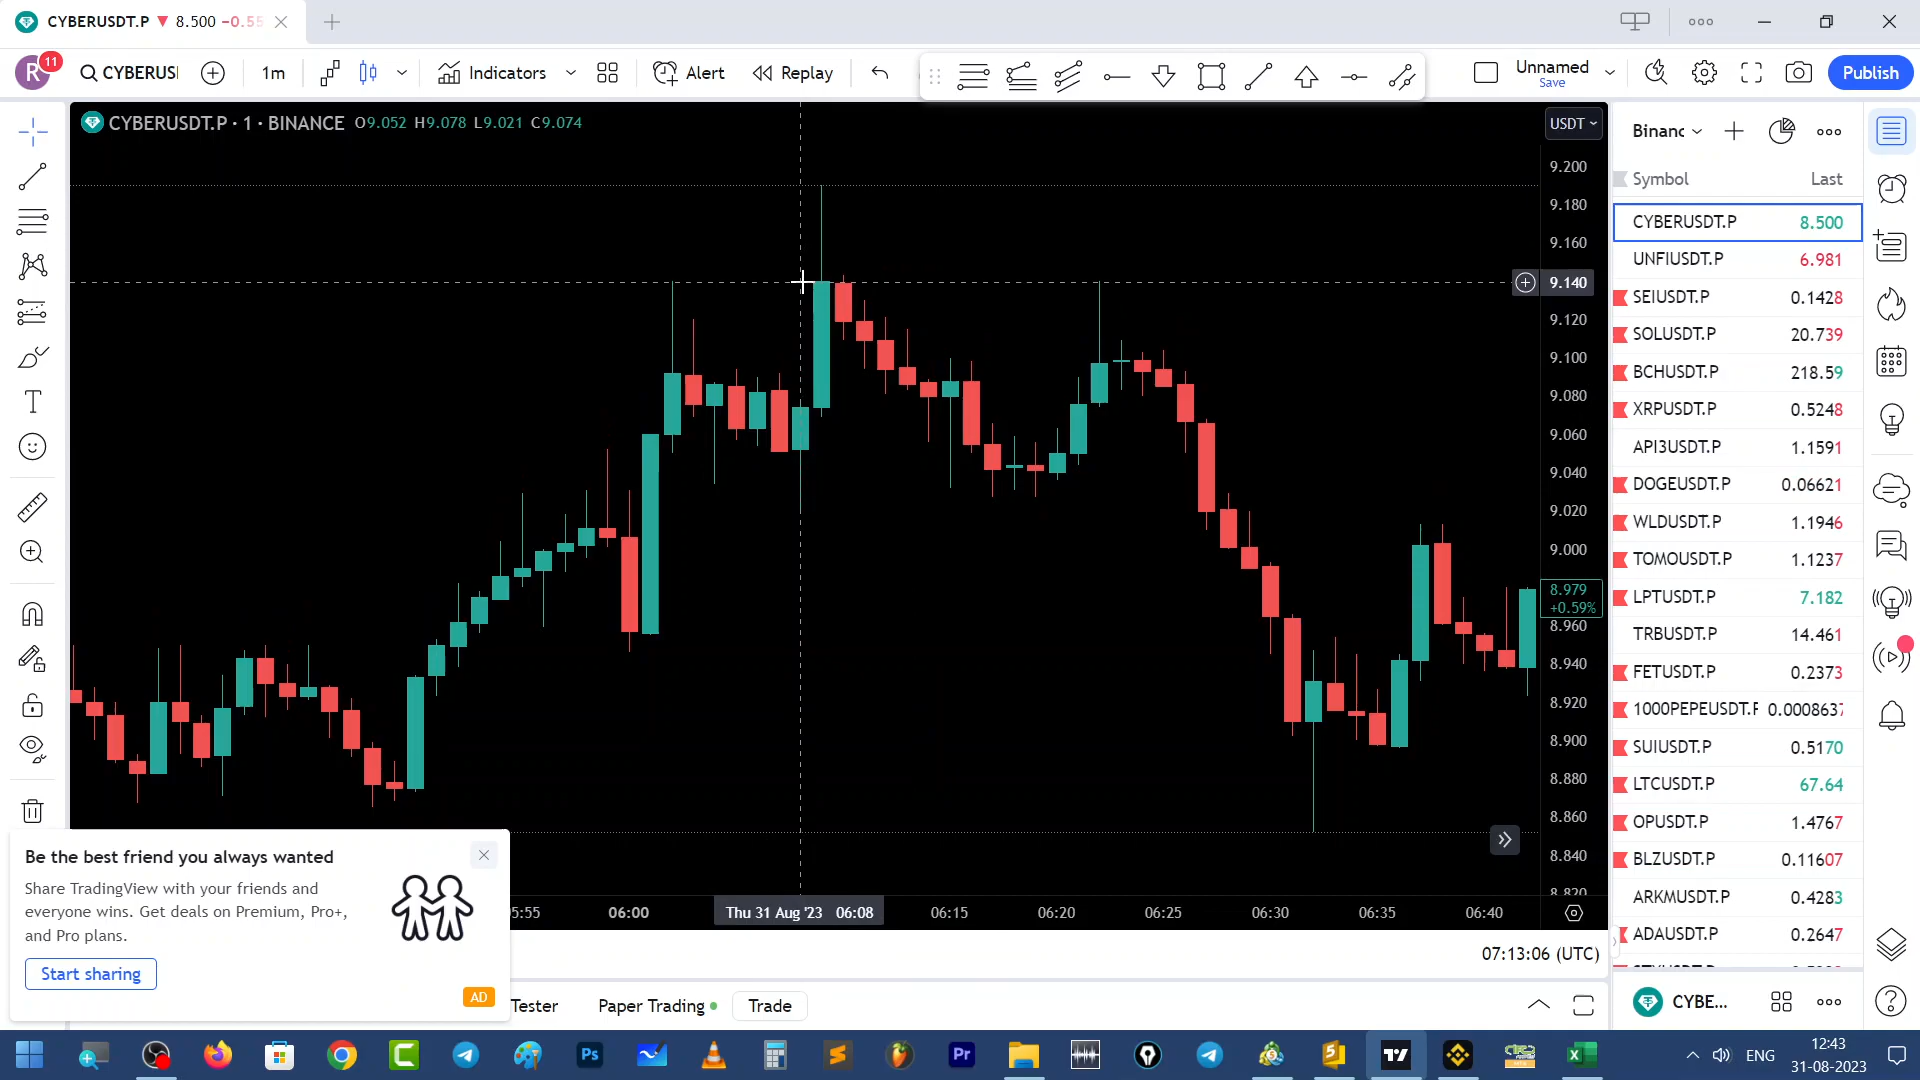 CYBERUSDT.P ▼ 8.500 −0.55
R 11 CYBERUSI 1m Indicators Alert Replay Unnamed Save Publish
CYBERUSDT.P · 1 · BINANCE O9.052 H9.078 L9.021 C9.074
USDT
9.200
9.180
9.160
9.140
9.120
9.100
9.080
9.060
9.040
9.020
9.000
8.979
+0.59%
8.960
8.940
8.920
8.900
8.880
8.860
8.840
8.820
Binanc
Symbol Last
CYBERUSDT.P 8.500
UNFIUSDT.P 6.981
SEIUSDT.P 0.1428
SOLUSDT.P 20.739
BCHUSDT.P 218.59
XRPUSDT.P 0.5248
API3USDT.P 1.1591
DOGEUSDT.P 0.06621
WLDUSDT.P 1.1946
TOMOUSDT.P 1.1237
LPTUSDT.P 7.182
TRBUSDT.P 14.461
FETUSDT.P 0.2373
1000PEPEUSDT.F 0.0008637
SUIUSDT.P 0.5170
LTCUSDT.P 67.64
OPUSDT.P 1.4767
BLZUSDT.P 0.11607
ARKMUSDT.P 0.4283
ADAUSDT.P 0.2647
CYBE...
Be the best friend you always wanted
Share TradingView with your friends and
everyone wins. Get deals on Premium, Pro+,
and Pro plans.
Start sharing
AD
5:55 06:00 Thu 31 Aug '23 06:08 06:15 06:20 06:25 06:30 06:35 06:40
07:13:06 (UTC)
Tester Paper Trading Trade
Ps Pr
ENG
12:43
31-08-2023